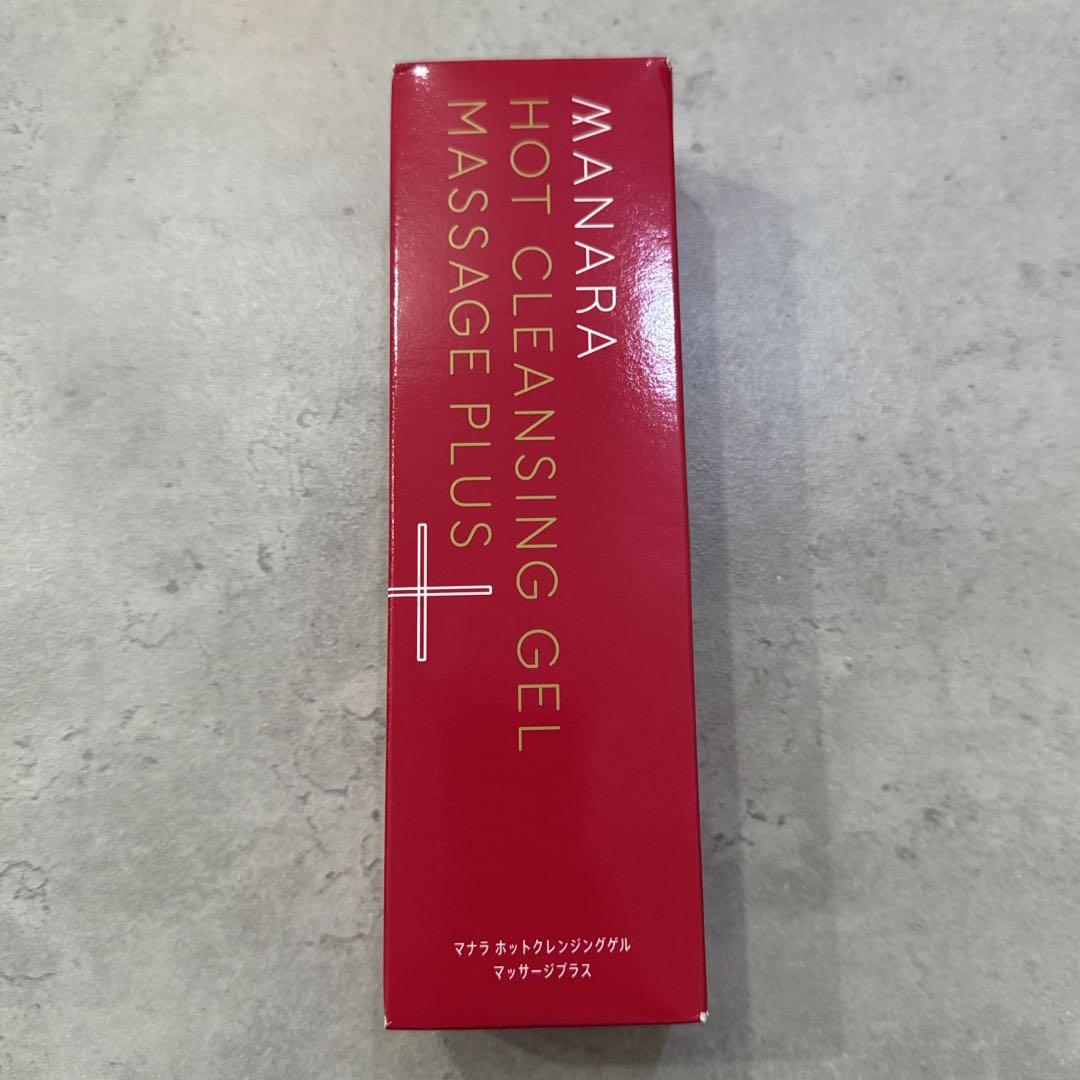 MANARA
HOT CLEANSING GEL
MASSAGE PLUS
マナラ ホットクレンジングゲル
マッサージプラス